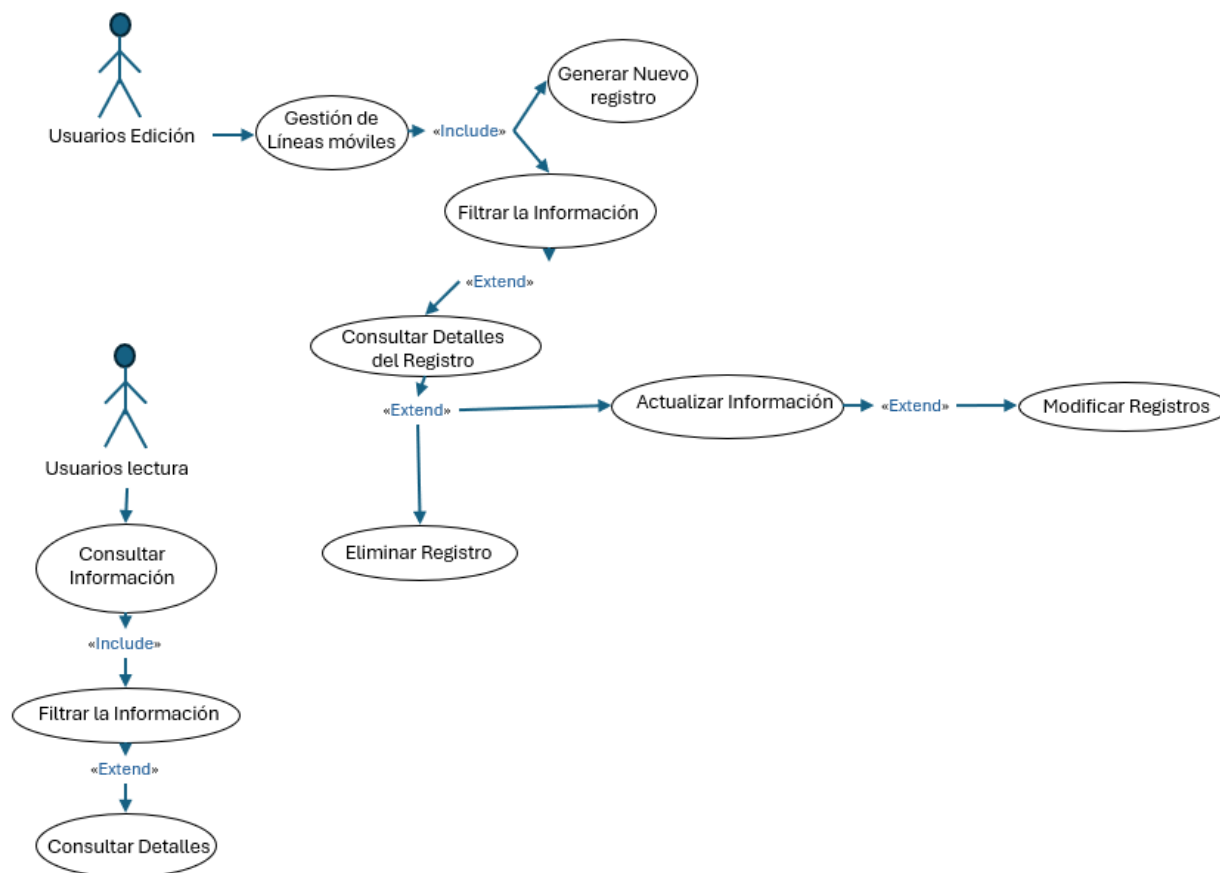 Generar Nuevo
registro
Usuarios Edición
Gestión de
Líneas móviles
«Include»
Filtrar la Información
«Extend»
Consultar Detalles
del Registro
«Extend»
Actualizar Información
«Extend»
Modificar Registros
Eliminar Registro
Usuarios lectura
Consultar
Información
«Include»
Filtrar la Información
«Extend»
Consultar Detalles